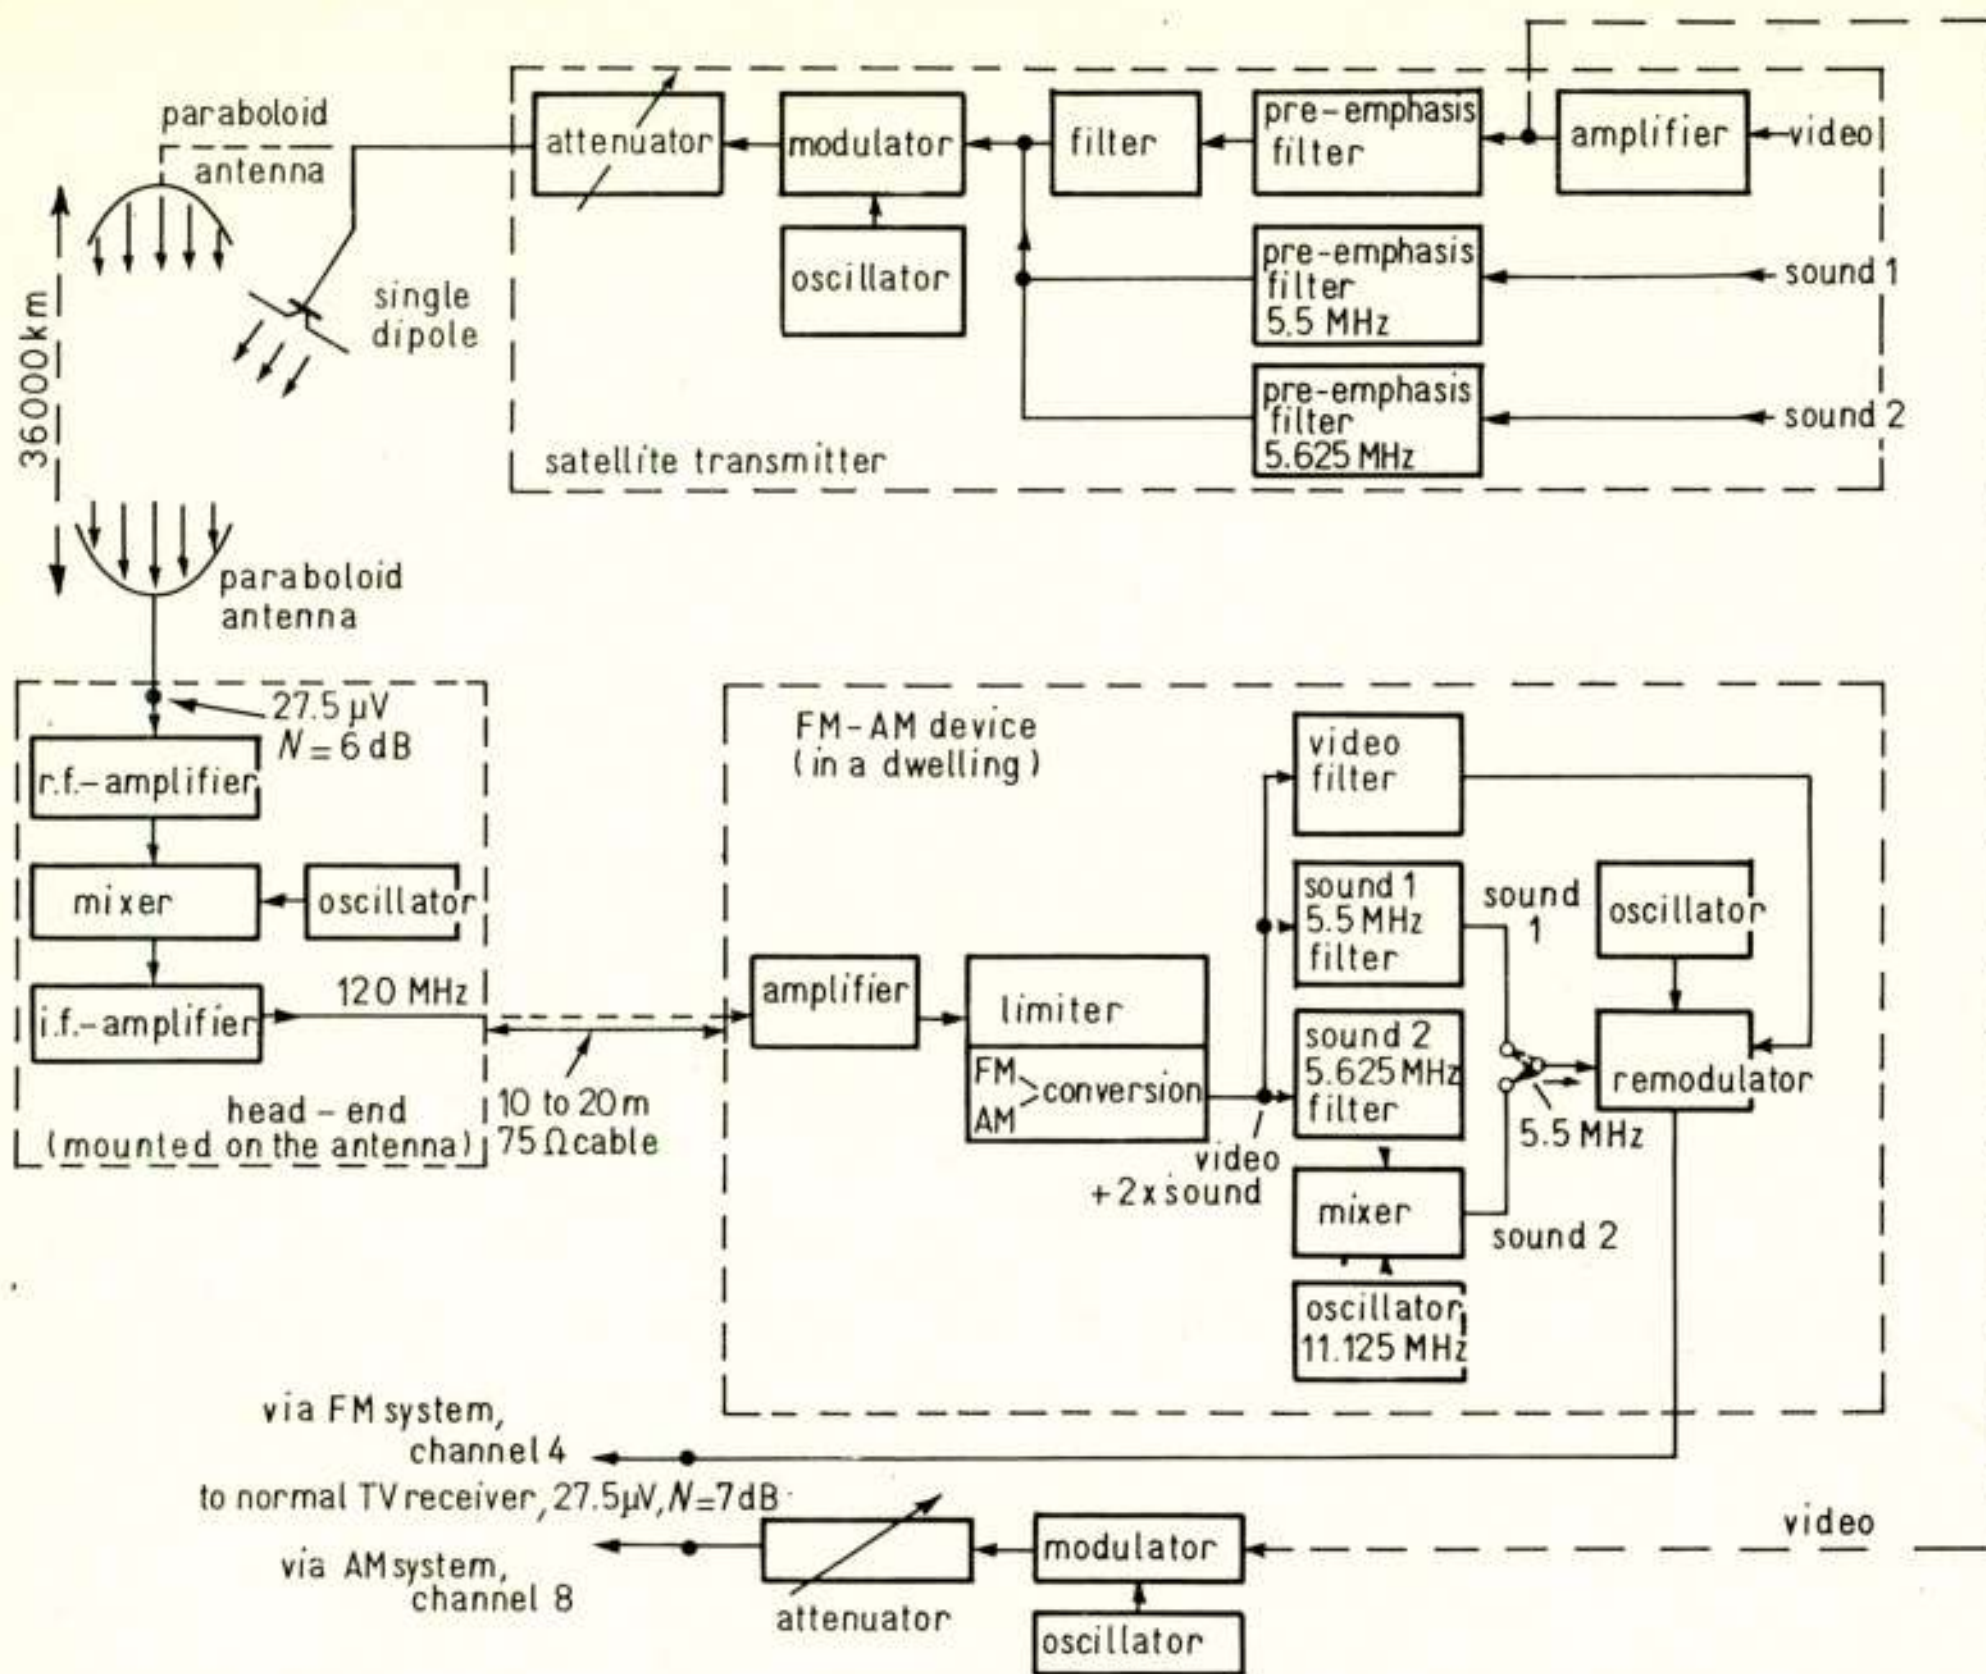 paraboloid
antenna
36000km
single
dipole
attenuator
modulator
filter
pre-emphasis
filter
amplifier
video
oscillator
pre-emphasis
filter
5.5 MHz
sound 1
pre-emphasis
filter
5.625 MHz
sound 2
satellite transmitter
paraboloid
antenna
27.5 µV
N = 6 dB
r.f.-amplifier
mixer
oscillator
i.f.-amplifier
120 MHz
head-end
(mounted on the antenna)
10 to 20 m
75 Ω cable
FM-AM device
(in a dwelling)
amplifier
limiter
FM
AM
conversion
video
+2x sound
video
filter
sound 1
5.5 MHz
filter
sound 2
5.625 MHz
filter
mixer
oscillator
11.125 MHz
sound
1
sound 2
oscillator
remodulator
5.5 MHz
via FM system,
channel 4
to normal TV receiver, 27.5µV, N=7dB
via AM system,
channel 8
attenuator
modulator
oscillator
video